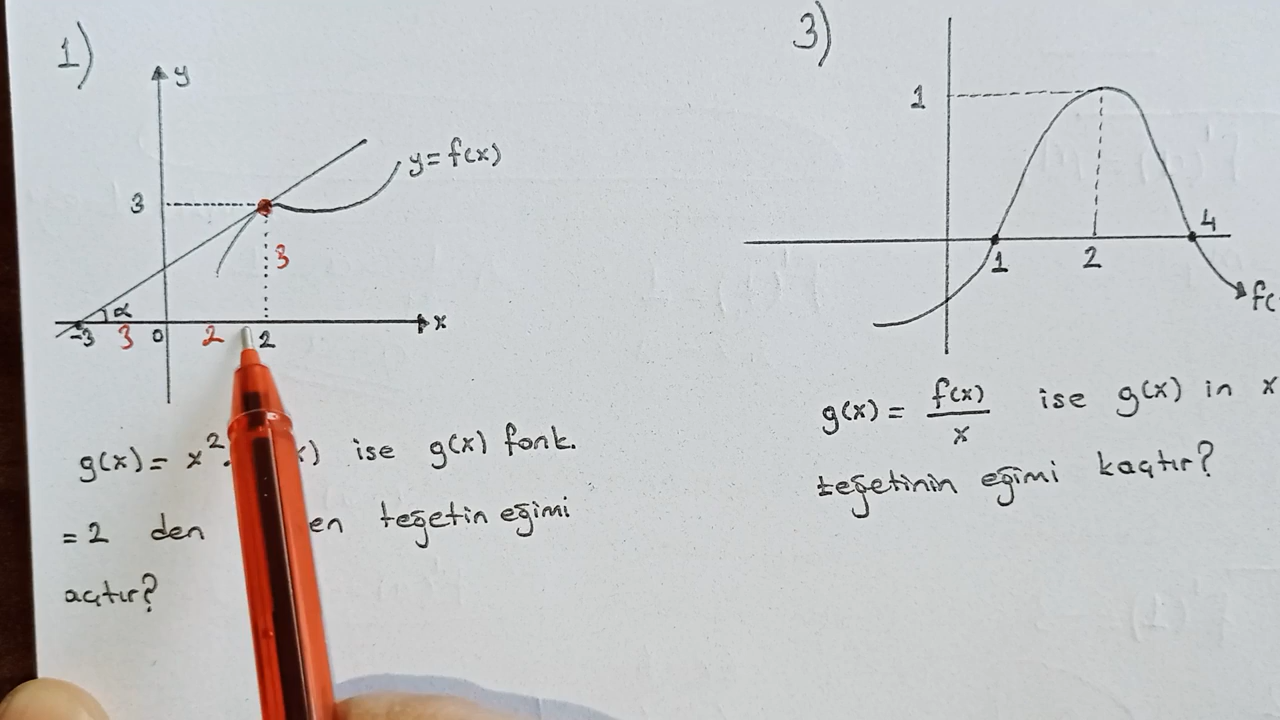 1)
y
y=f(x)
3
3
α
x
-3 3 0 2 2
g(x)= x². x) ise g(x) fonk.
=2 den en teğetin eğimi
açtır?
3)
1
4
1 2
f(
g(x)= f(x)/x ise g(x) in x
teğetinin eğimi kaçtır?